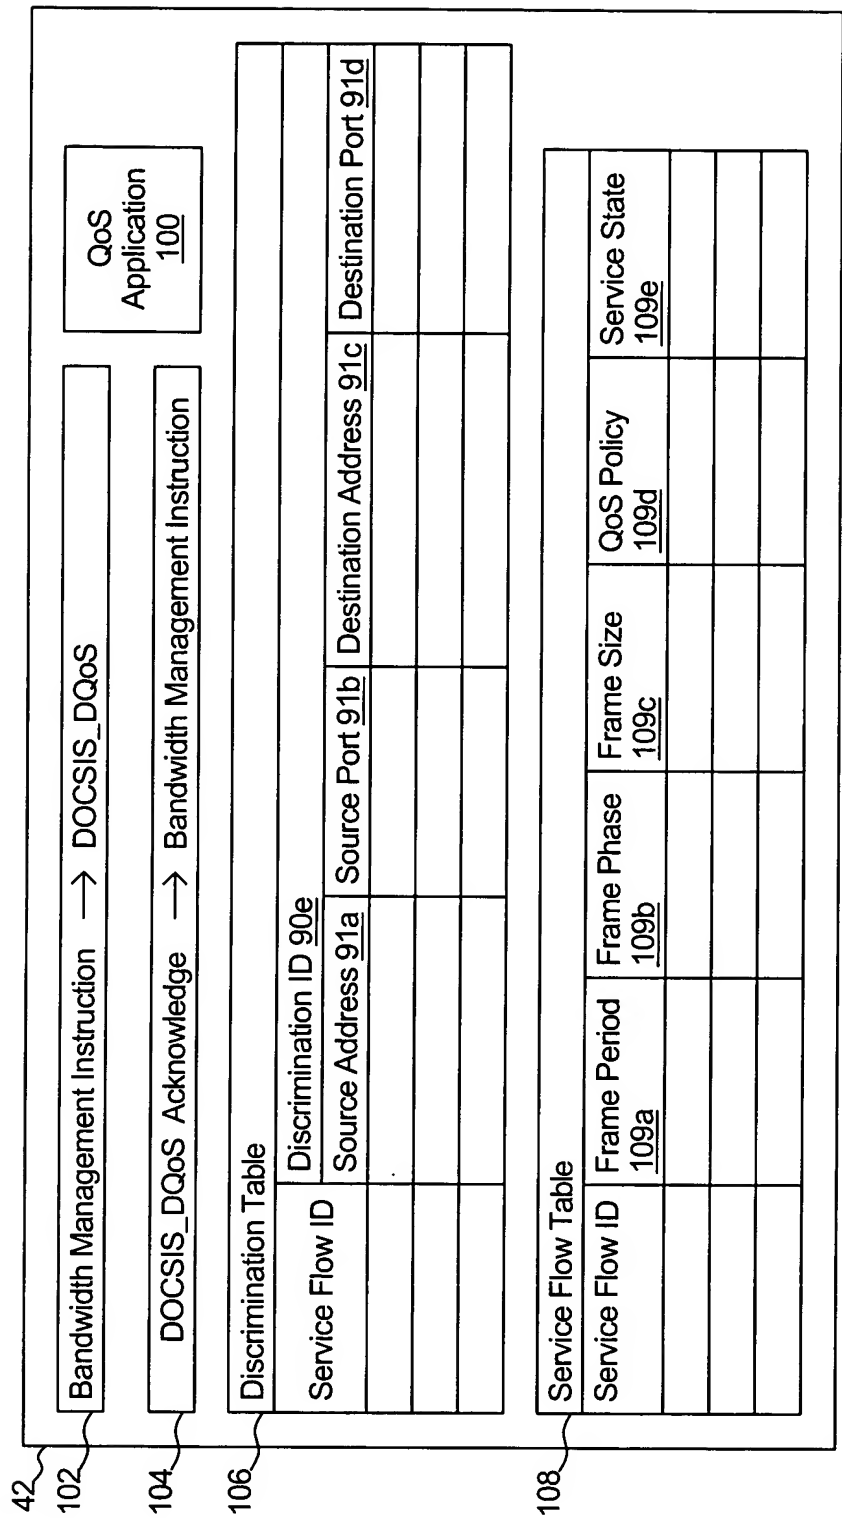 42
102
Bandwidth Management Instruction → DOCSIS_DQoS
QoS
Application
100
104
DOCSIS_DQoS Acknowledge → Bandwidth Management Instruction
106
Discrimination Table
Service Flow ID
Discrimination ID 90e
Source Address 91a
Source Port 91b
Destination Address 91c
Destination Port 91d
108
Service Flow Table
Service Flow ID
Frame Period
109a
Frame Phase
109b
Frame Size
109c
QoS Policy
109d
Service State
109e